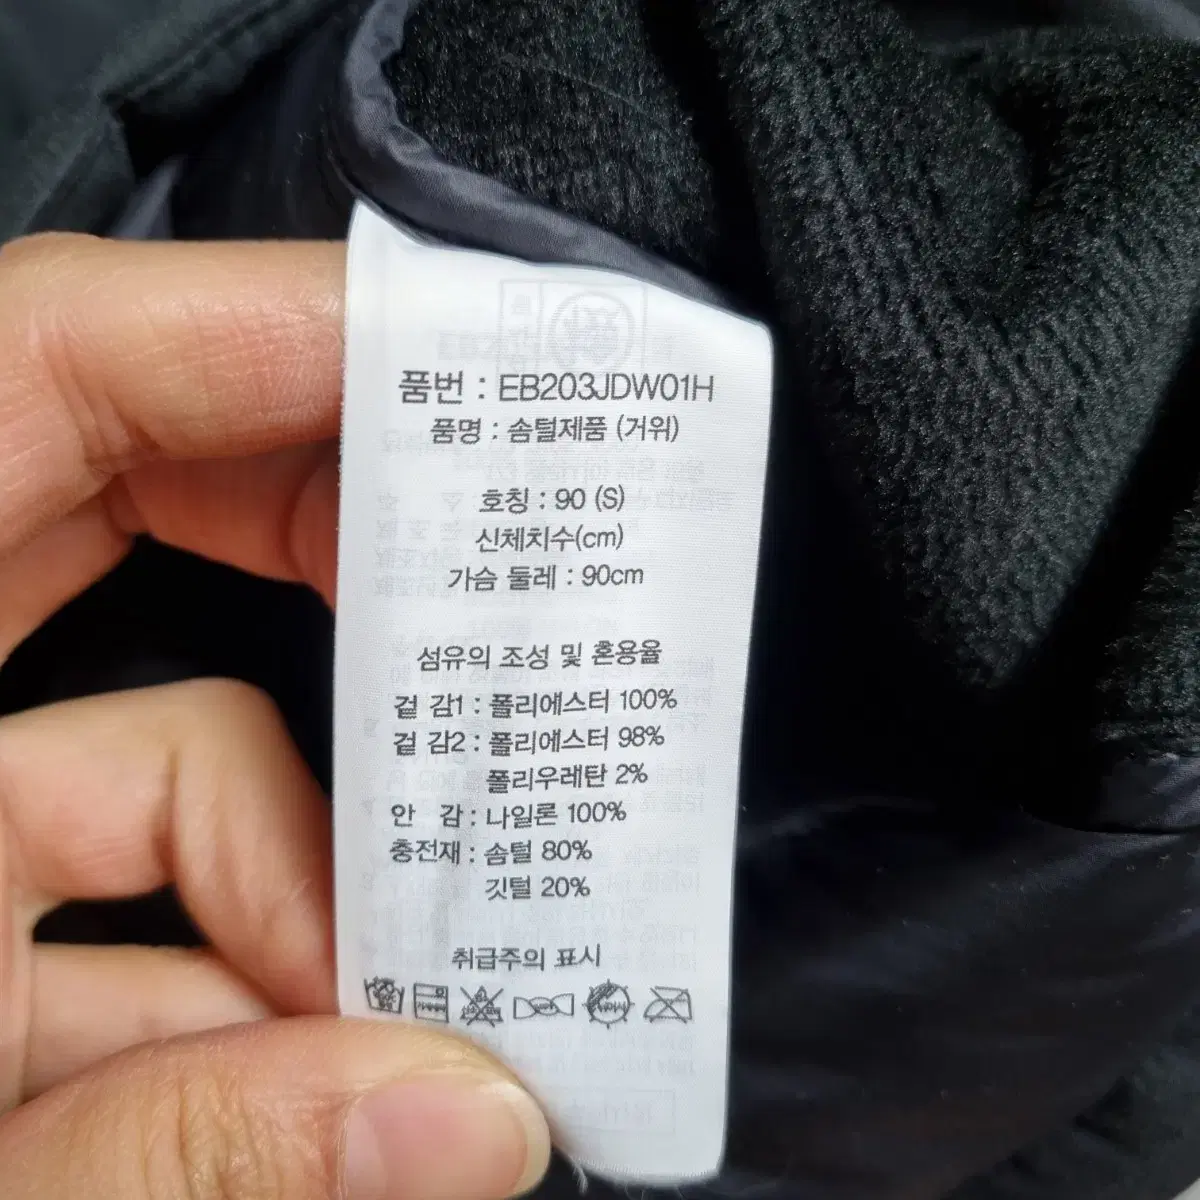 품번 : EB203JDW01H
품명 : 솜털제품 (거위)
호칭 : 90 (S)
신체치수(cm)
가슴 둘레 : 90cm
섬유의 조성 및 혼용율
겉 감1 : 폴리에스터 100%
겉 감2 : 폴리에스터 98%
폴리우레탄 2%
안 감 : 나일론 100%
충전재 : 솜털 80%
깃털 20%
취급주의 표시